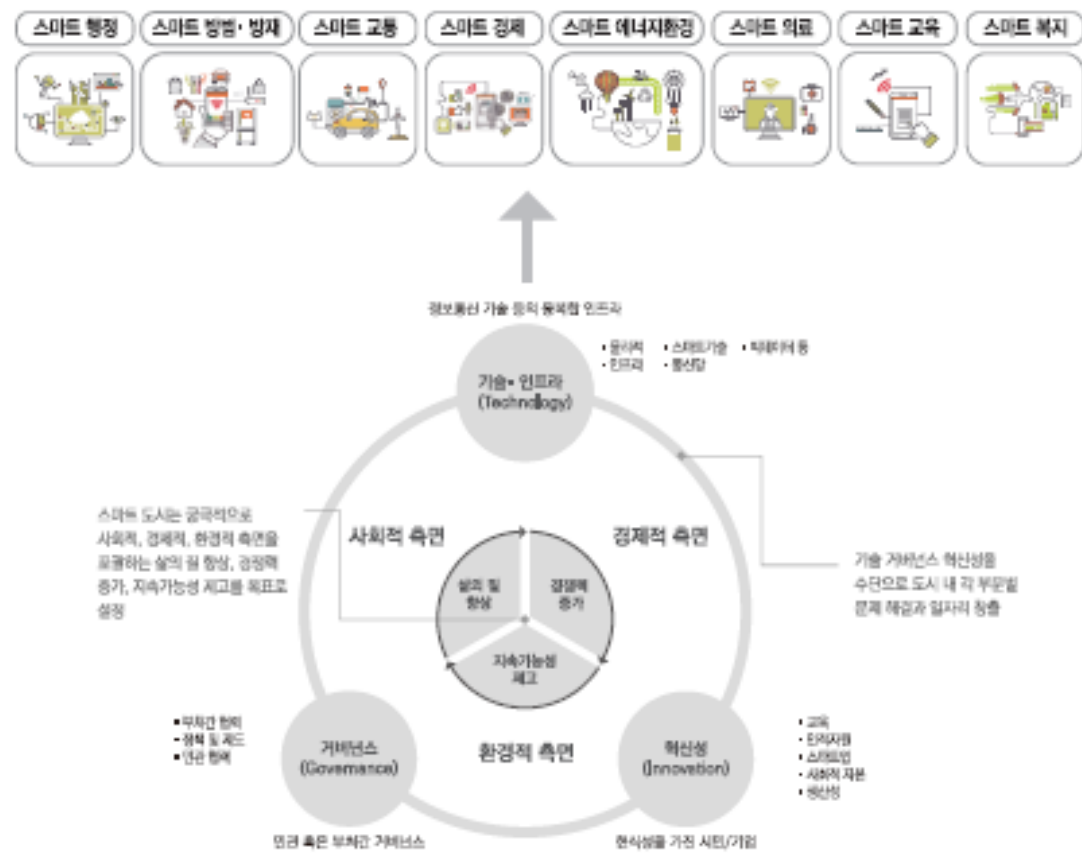 스마트 행정
스마트 방범· 방재
스마트 교통
스마트 경제
스마트 에너지환경
스마트 의료
스마트 교육
스마트 복지
정보통신 기술 등의 융복합 인프라
기술· 인프라
(Technology)
• 물리적
• 인프라
• 스마트기술
• 통신망
• 빅데이터 등
스마트 도시는 궁극적으로
사회적, 경제적, 환경적 측면을
포괄하는 삶의 질 향상, 경쟁력
증가, 지속가능성 제고를 목표로
설정
사회적 측면
경제적 측면
삶의 질
향상
경쟁력
증가
지속가능성
제고
환경적 측면
기술 거버넌스 혁신성을
수단으로 도시 내 각 부문별
문제 해결과 일자리 창출
▪ 부처간 협력
▪ 정책 및 제도
▪ 민관 협력
거버넌스
(Governance)
민관 혹은 부처간 거버넌스
혁신성
(Innovation)
• 교육
• 인적자원
• 스마트인
• 사회적 자본
• 생산성
가진 시민/기업